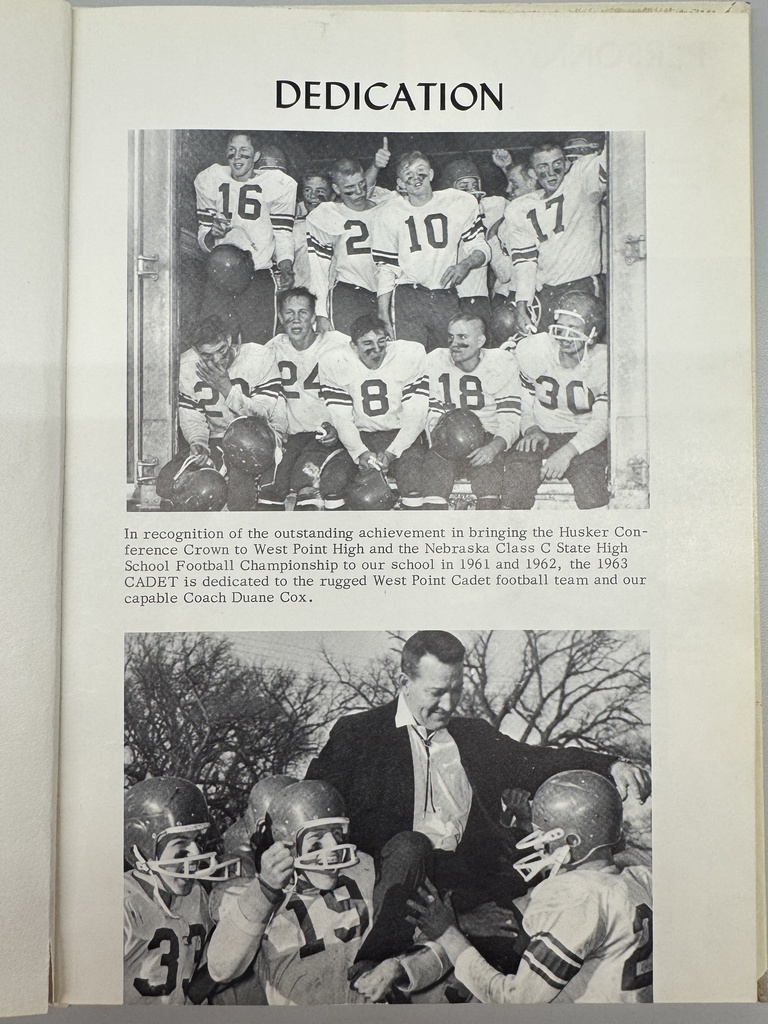 DEDICATION
16
2
10
17
24
8
18
30
In recognition of the outstanding achievement in bringing the Husker Con-
ference Crown to West Point High and the Nebraska Class C State High
School Football Championship to our school in 1961 and 1962, the 1963
CADET is dedicated to the rugged West Point Cadet football team and our
capable Coach Duane Cox.